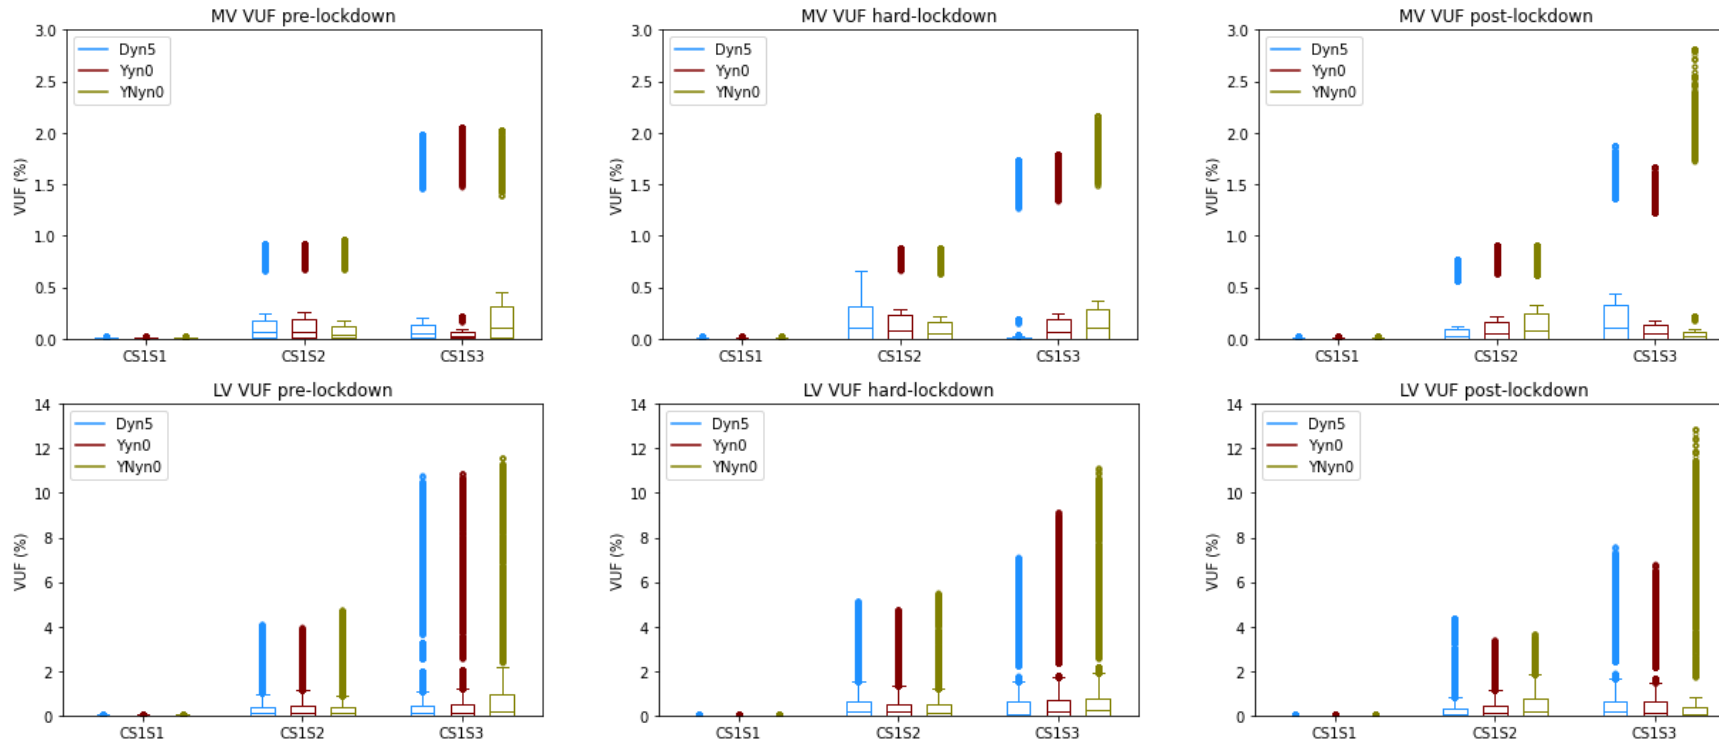 MV VUF pre-lockdown
VUF (%)
3.0
2.5
2.0
1.5
1.0
0.5
0.0
Dyn5
Yyn0
YNyn0
CS1S1 CS1S2 CS1S3
MV VUF hard-lockdown
VUF (%)
3.0
2.5
2.0
1.5
1.0
0.5
0.0
Dyn5
Yyn0
YNyn0
CS1S1 CS1S2 CS1S3
MV VUF post-lockdown
VUF (%)
3.0
2.5
2.0
1.5
1.0
0.5
0.0
Dyn5
Yyn0
YNyn0
CS1S1 CS1S2 CS1S3
LV VUF pre-lockdown
VUF (%)
14
12
10
8
6
4
2
0
Dyn5
Yyn0
YNyn0
CS1S1 CS1S2 CS1S3
LV VUF hard-lockdown
VUF (%)
14
12
10
8
6
4
2
0
Dyn5
Yyn0
YNyn0
CS1S1 CS1S2 CS1S3
LV VUF post-lockdown
VUF (%)
14
12
10
8
6
4
2
0
Dyn5
Yyn0
YNyn0
CS1S1 CS1S2 CS1S3